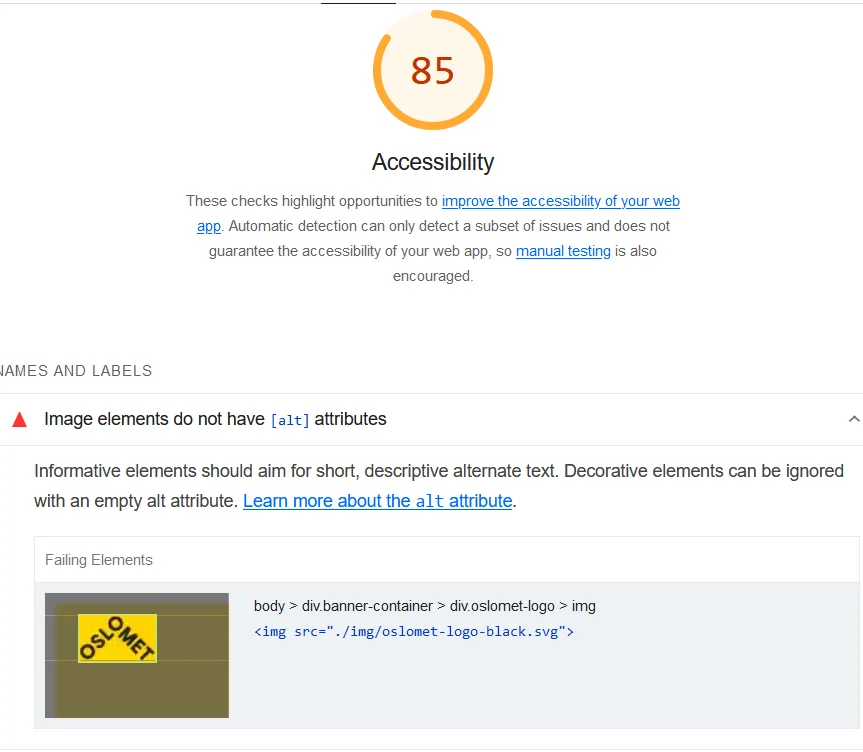 85
Accessibility
These checks highlight opportunities to improve the accessibility of your web
app. Automatic detection can only detect a subset of issues and does not
guarantee the accessibility of your web app, so manual testing is also
encouraged.
NAMES AND LABELS
Image elements do not have [alt] attributes
Informative elements should aim for short, descriptive alternate text. Decorative elements can be ignored
with an empty alt attribute. Learn more about the alt attribute.
Failing Elements
OSLOMET
body > div.banner-container > div.oslomet-logo > img
<img src="./img/oslomet-logo-black.svg">